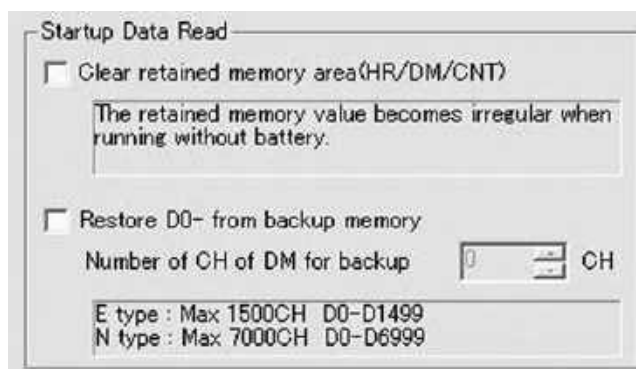 Startup Data Read
Clear retained memory area(HR/DM/CNT)
The retained memory value becomes irregular when
running without battery.
Restore D0- from backup memory
Number of CH of DM for backup 0 CH
E type : Max 1500CH D0-D1499
N type : Max 7000CH D0-D6999